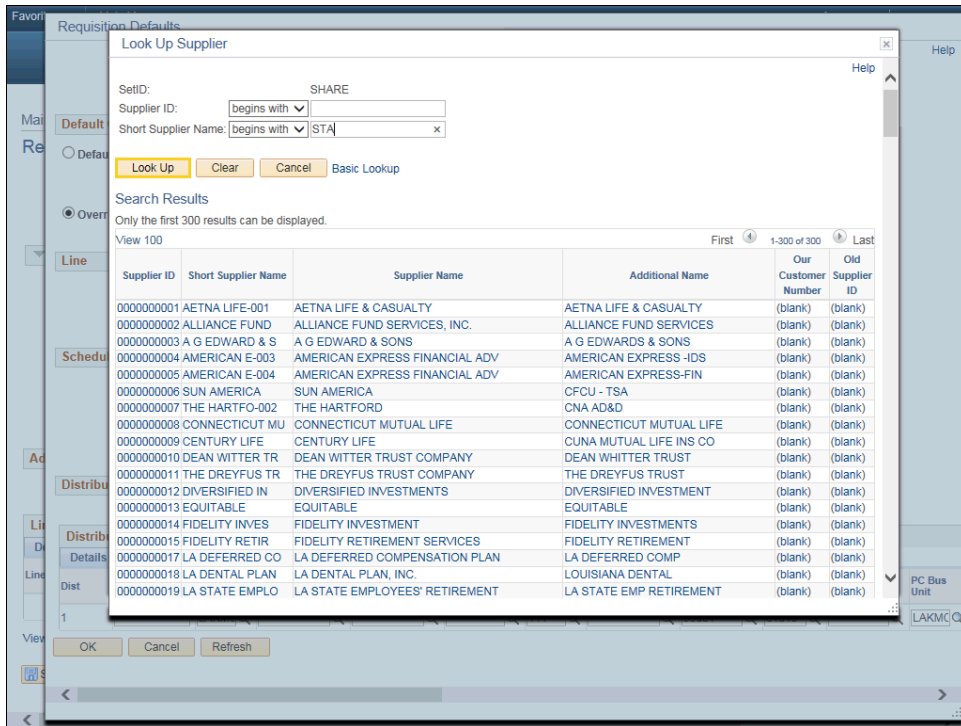 Favori
Requisition Defaults
Look Up Supplier
Help
Help
SetID: SHARE
Supplier ID: begins with
Short Supplier Name: begins with STA
Mai
Default
Re
Defau
Look Up Clear Cancel Basic Lookup
Search Results
Overr
Only the first 300 results can be displayed.
View 100 First 1-300 of 300 Last
Line
Supplier ID Short Supplier Name Supplier Name Additional Name Our Customer Number Old Supplier ID
0000000001 AETNA LIFE-001 AETNA LIFE & CASUALTY AETNA LIFE & CASUALTY (blank) (blank)
0000000002 ALLIANCE FUND ALLIANCE FUND SERVICES, INC. ALLIANCE FUND SERVICES (blank) (blank)
0000000003 A G EDWARD & S A G EDWARD & SONS A G EDWARDS & SONS (blank) (blank)
Schedul
0000000004 AMERICAN E-003 AMERICAN EXPRESS FINANCIAL ADV AMERICAN EXPRESS -IDS (blank) (blank)
0000000005 AMERICAN E-004 AMERICAN EXPRESS FINANCIAL ADV AMERICAN EXPRESS-FIN (blank) (blank)
0000000006 SUN AMERICA SUN AMERICA CFCU - TSA (blank) (blank)
0000000007 THE HARTFO-002 THE HARTFORD CNA AD&D (blank) (blank)
0000000008 CONNECTICUT MU CONNECTICUT MUTUAL LIFE CONNECTICUT MUTUAL LIFE (blank) (blank)
0000000009 CENTURY LIFE CENTURY LIFE CUNA MUTUAL LIFE INS CO (blank) (blank)
Ad
0000000010 DEAN WITTER TR DEAN WITTER TRUST COMPANY DEAN WHITTER TRUST (blank) (blank)
0000000011 THE DREYFUS TR THE DREYFUS TRUST COMPANY THE DREYFUS TRUST (blank) (blank)
Distribu
0000000012 DIVERSIFIED IN DIVERSIFIED INVESTMENTS DIVERSIFIED INVESTMENT (blank) (blank)
0000000013 EQUITABLE EQUITABLE EQUITABLE (blank) (blank)
0000000014 FIDELITY INVES FIDELITY INVESTMENT FIDELITY INVESTMENTS (blank) (blank)
Lin
Distrib
0000000015 FIDELITY RETIR FIDELITY RETIREMENT SERVICES FIDELITY RETIREMENT (blank) (blank)
De
Details
0000000017 LA DEFERRED CO LA DEFERRED COMPENSATION PLAN LA DEFERRED COMP (blank) (blank)
Line
0000000018 LA DENTAL PLAN LA DENTAL PLAN, INC. LOUISIANA DENTAL (blank) (blank)
Dist
PC Bus Unit
0000000019 LA STATE EMPLO LA STATE EMPLOYEES' RETIREMENT LA STATE EMP RETIREMENT (blank) (blank)
1
LAKMC
View
OK Cancel Refresh
S